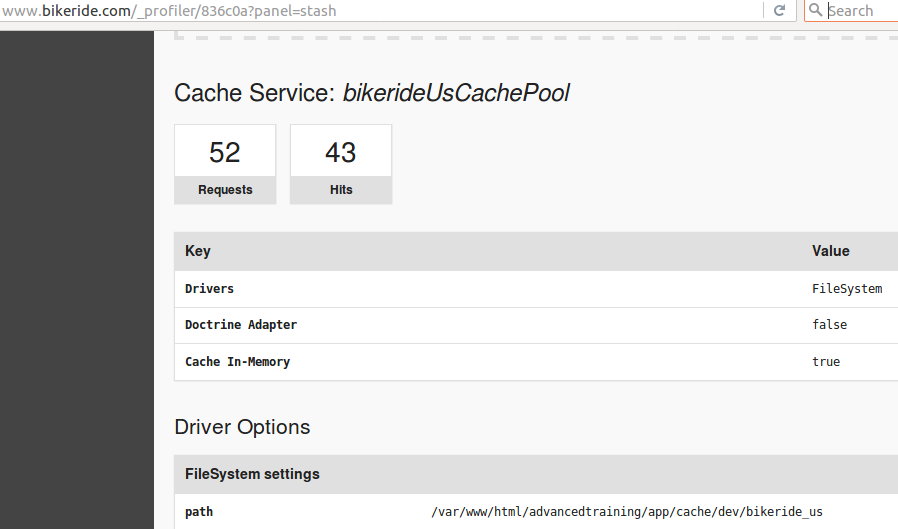 www.bikeride.com/_profiler/836c0a?panel=stash Search
Cache Service: bikerideUsCachePool
52 43
Requests Hits
Key Value
Drivers FileSystem
Doctrine Adapter false
Cache In-Memory true
Driver Options
FileSystem settings
path /var/www/html/advancedtraining/app/cache/dev/bikeride_us